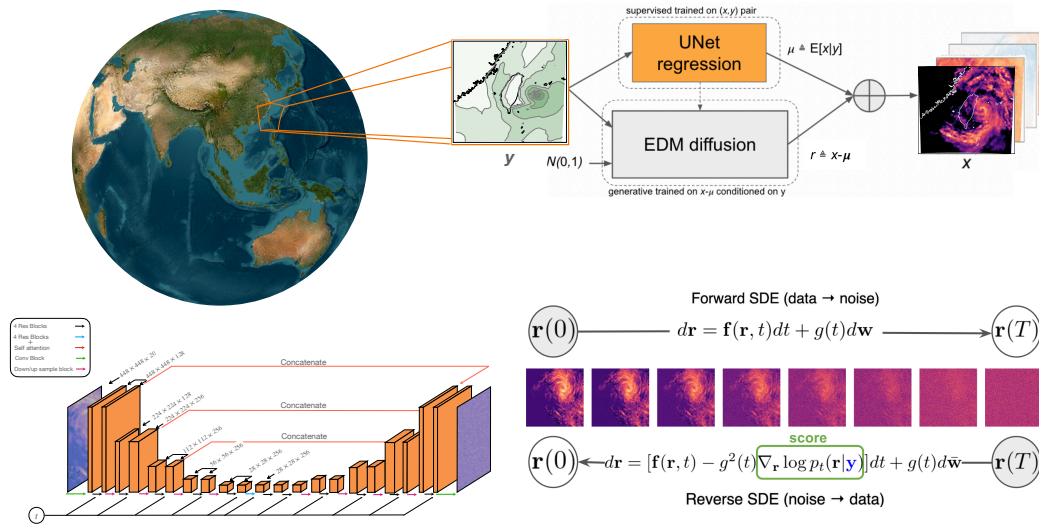 supervised trained on (x,y) pair
UNet
regression
μ ≜ E[x|y]
y
N(0,1)
EDM diffusion
r ≜ x-μ
x
generative trained on x-μ conditioned on y
4 Res Blocks
4 Res Blocks
+
Self attention
Conv Block
Down/up sample block
448 × 448 × 20
448 × 448 × 128
224 × 224 × 128
224 × 224 × 256
112 × 112 × 256
56 × 56 × 256
28 × 28 × 256
28 × 28 × 256
Concatenate
Concatenate
Concatenate
t
Forward SDE (data → noise)
r(0)
dr = f(r, t)dt + g(t)dw
r(T)
score
r(0)
dr = [f(r, t) − g²(t)∇ᵣ log pₜ(r|y)]dt + g(t)dw̄
r(T)
Reverse SDE (noise → data)